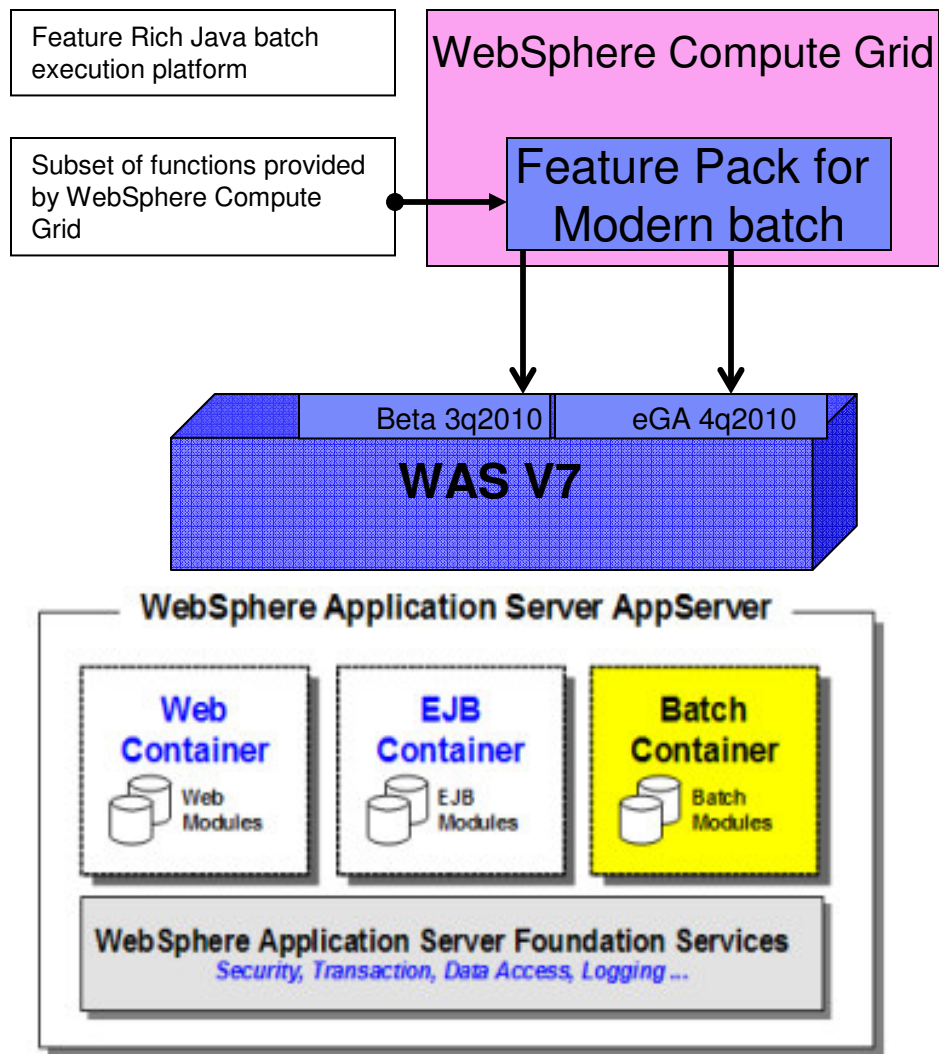 Feature Rich Java batch
execution platform
WebSphere Compute Grid
Subset of functions provided
by WebSphere Compute
Grid
Feature Pack for
Modern batch
Beta 3q2010
eGA 4q2010
WAS V7
WebSphere Application Server AppServer
Web
Container
Web
Modules
EJB
Container
EJB
Modules
Batch
Container
Batch
Modules
WebSphere Application Server Foundation Services
Security, Transaction, Data Access, Logging ...